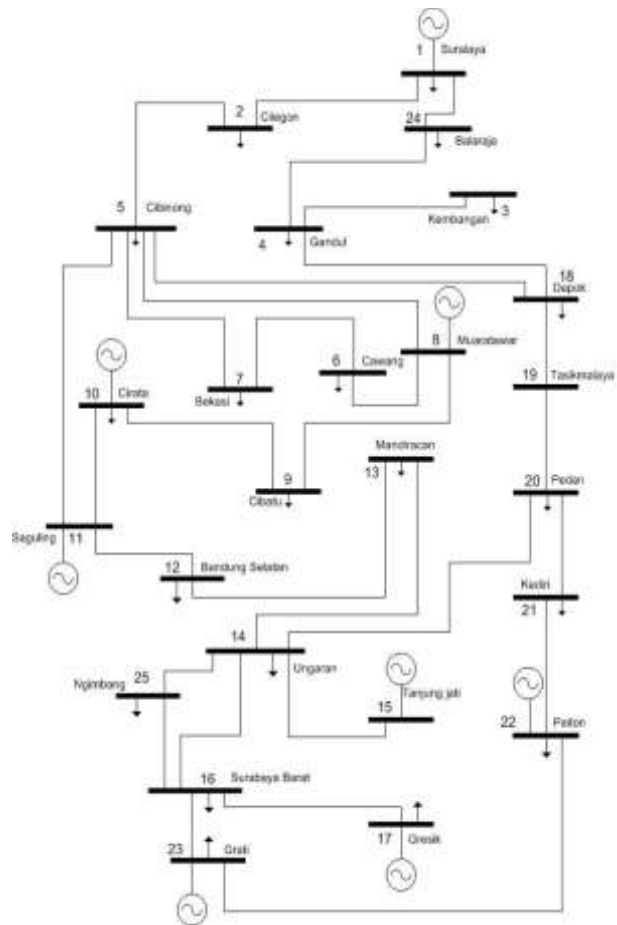 1 Suralaya
2 Cilegon
24 Balaraja
5 Cibinong
Kembangan 3
4 Gandul
18 Depok
8 Muaratawar
10 Cirata
7 Bekasi
6 Cawang
19 Tasikmalaya
Mandiracan
13
9
Cibatu
20 Pedan
Saguling 11
12 Bandung Selatan
Kediri
21
14
Ungaran
Ngimbang 25
15 Tanjung jati
22 Paiton
16 Surabaya Barat
17 Gresik
23 Grati